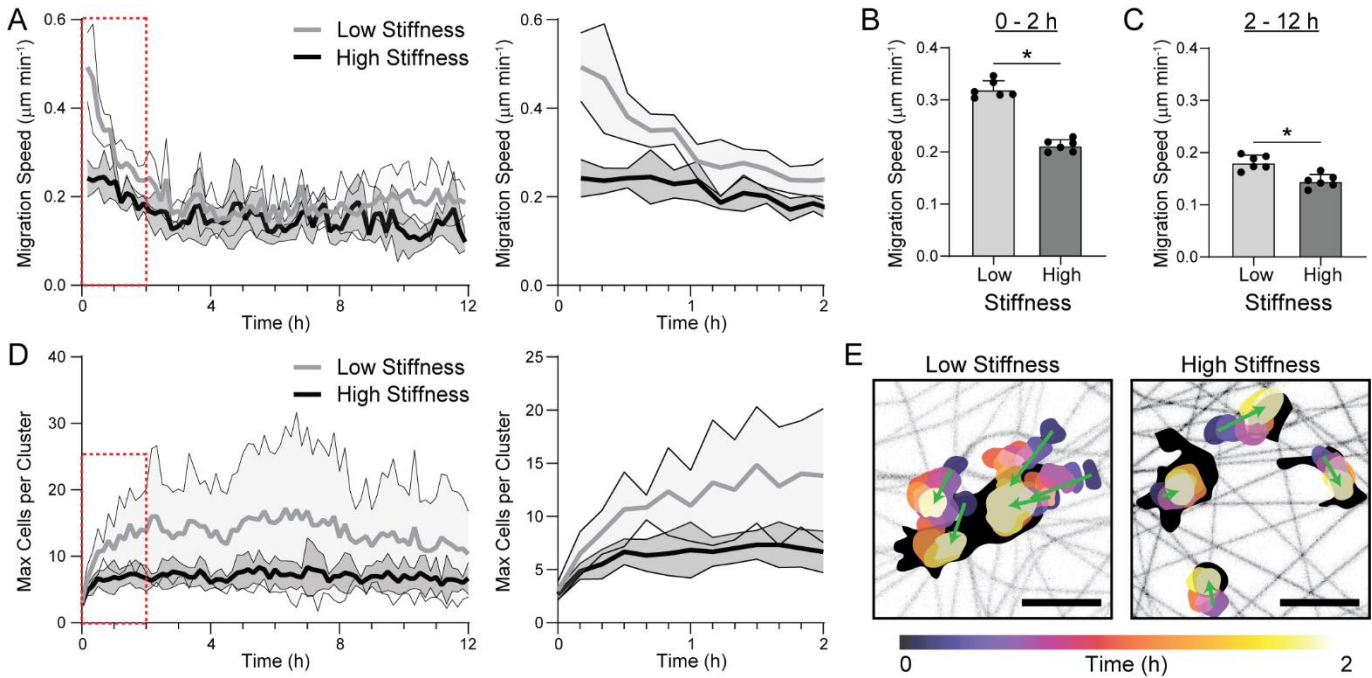 A
Migration Speed (μm min⁻¹)
0.6
0.4
0.2
0.0
Low Stiffness
High Stiffness
0
4
8
12
Time (h)
Migration Speed (μm min⁻¹)
0.6
0.4
0.2
0.0
0
1
2
Time (h)
B
0 - 2 h
Migration Speed (μm min⁻¹)
0.4
0.3
0.2
0.1
0.0
*
Low
High
Stiffness
C
2 - 12 h
Migration Speed (μm min⁻¹)
0.4
0.3
0.2
0.1
0.0
*
Low
High
Stiffness
D
Max Cells per Cluster
40
30
20
10
0
Low Stiffness
High Stiffness
0
4
8
12
Time (h)
Max Cells per Cluster
25
20
15
10
5
0
0
1
2
Time (h)
E
Low Stiffness
High Stiffness
0
Time (h)
2